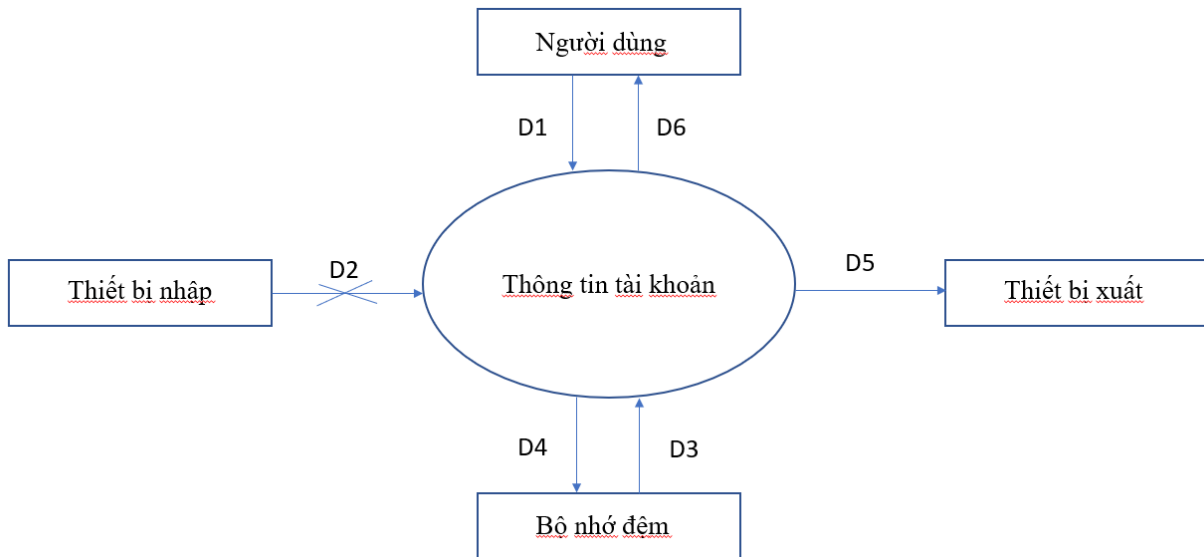 Người dùng
D1
D6
Thiết bị nhập
D2
Thông tin tài khoản
D5
Thiết bị xuất
D4
D3
Bộ nhớ đệm